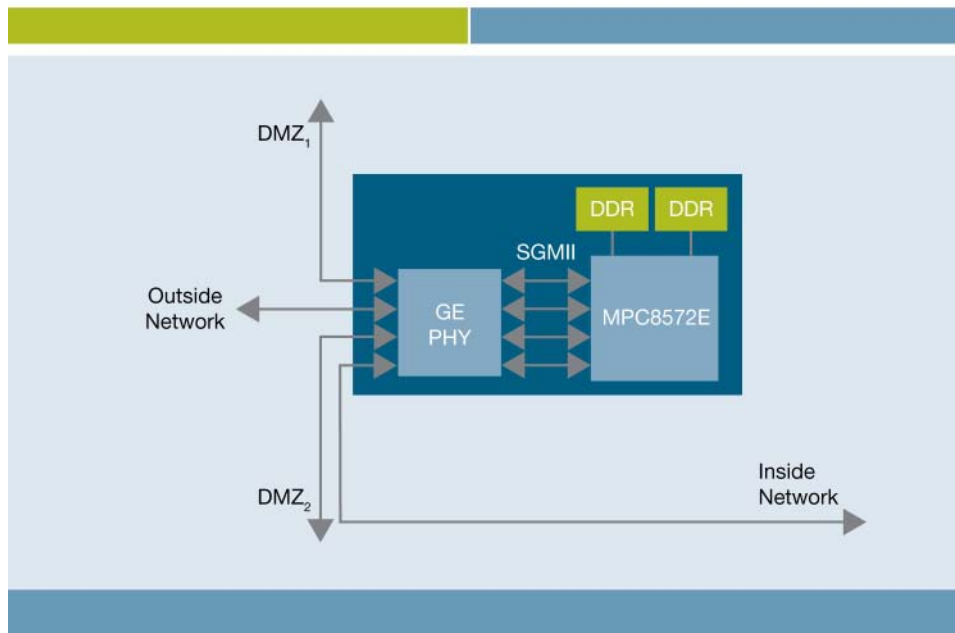 DMZ₁
DDR
DDR
SGMII
Outside
Network
GE
PHY
MPC8572E
DMZ₂
Inside
Network